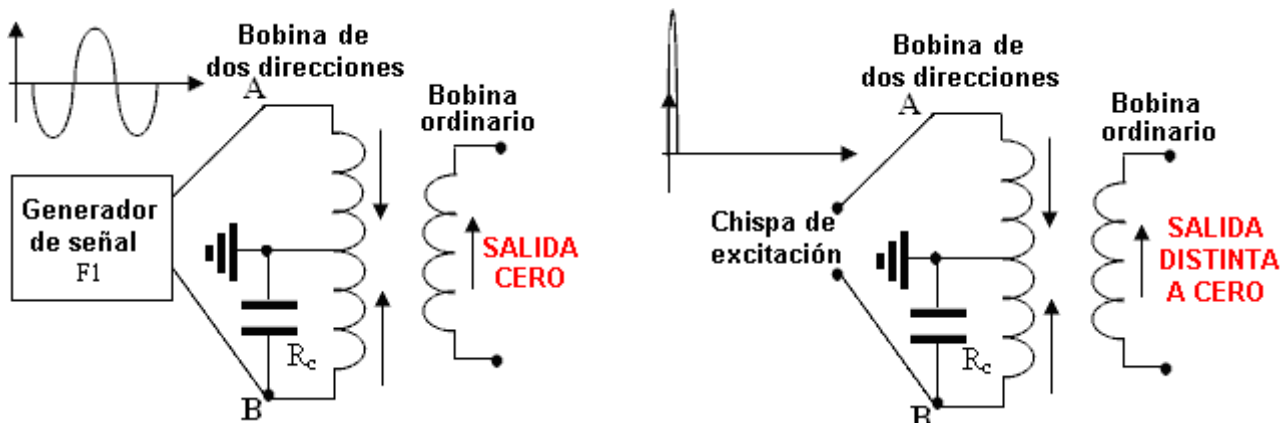 Bobina de
dos direcciones
A
Bobina
ordinario
Generador
de señal
F1
SALIDA
CERO
Rc
B
Bobina de
dos direcciones
A
Bobina
ordinario
Chispa de
excitación
SALIDA
DISTINTA
A CERO
Rc
B